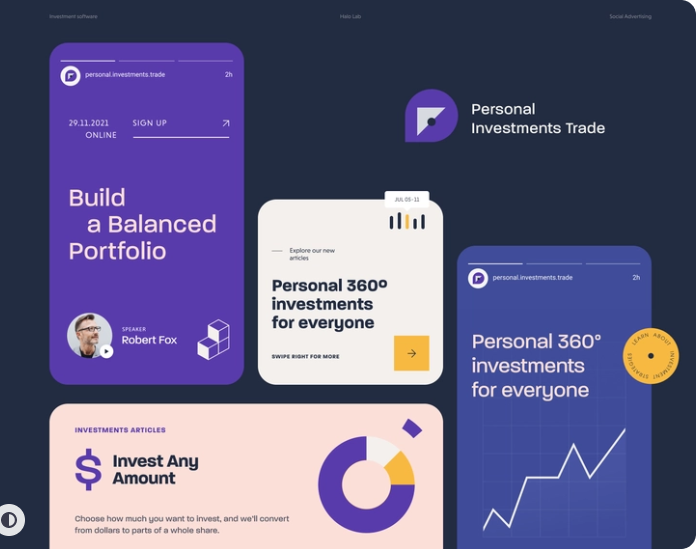 Investment software
Halo Lab
Social Advertising
personal.investments.trade
2h
29.11.2021
ONLINE
SIGN UP
Build
a Balanced
Portfolio
SPEAKER
Robert Fox
Personal
Investments Trade
JUL 05-11
Explore our new
articles
Personal 360º
investments
for everyone
SWIPE RIGHT FOR MORE
personal.investments.trade
2h
Personal 360°
investments
for everyone
LEARN ABOUT INVESTMENT STRATEGIES
INVESTMENTS ARTICLES
$
Invest Any
Amount
Choose how much you want to invest, and we'll convert
from dollars to parts of a whole share.